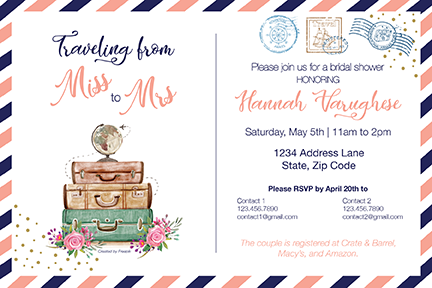 Traveling from
Miss
to
Mrs
Created by Freepik
Please join us for a bridal shower
HONORING
Hannah Varughese
Saturday, May 5th | 11am to 2pm
1234 Address Lane
State, Zip Code
Please RSVP by April 20th to
Contact 1
123.456.7890
contact1@gmail.com
Contact 2
123.456.7890
contact2@gmail.com
The couple is registered at Crate & Barrel,
Macy's, and Amazon.